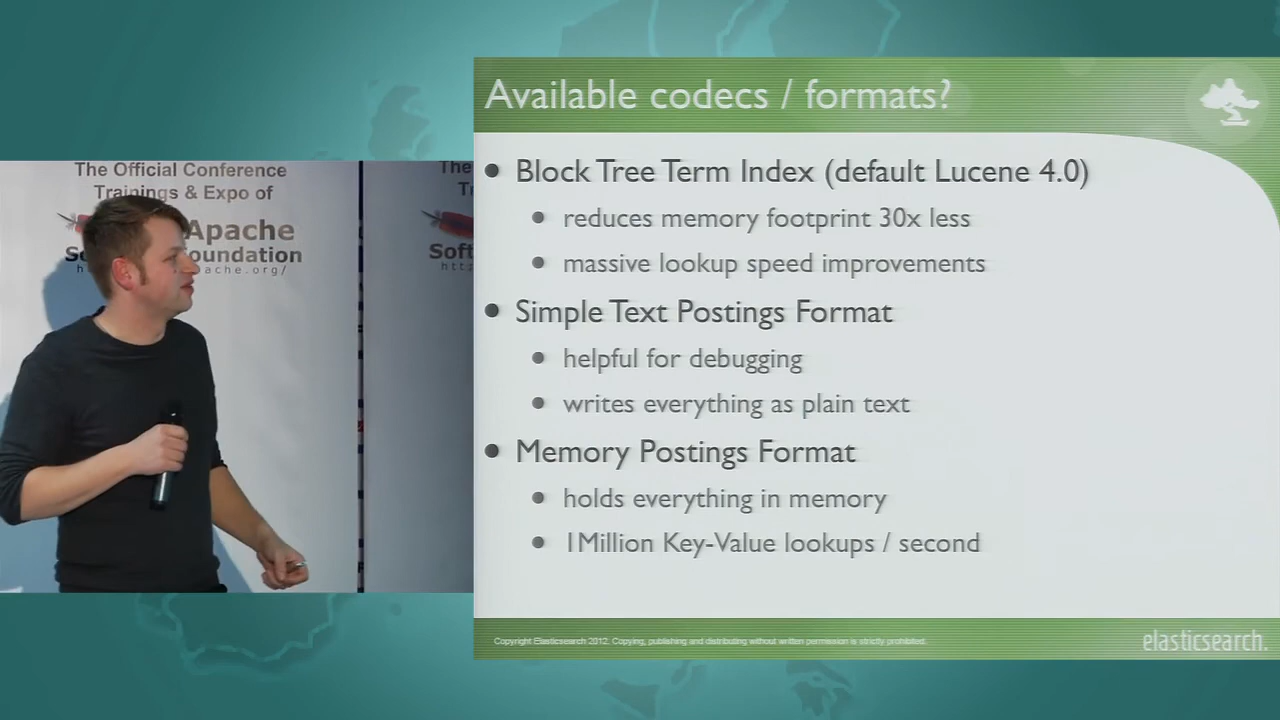 Available codecs / formats?
Block Tree Term Index (default Lucene 4.0)
reduces memory footprint 30x less
massive lookup speed improvements
Simple Text Postings Format
helpful for debugging
writes everything as plain text
Memory Postings Format
holds everything in memory
1Million Key-Value lookups / second
Copyright Elasticsearch 2012. Copying, publishing and distributing without written permission is strictly prohibited.
elasticsearch.
The Official Conference
Trainings & Expo of
Apache
Foundation
The
Soft